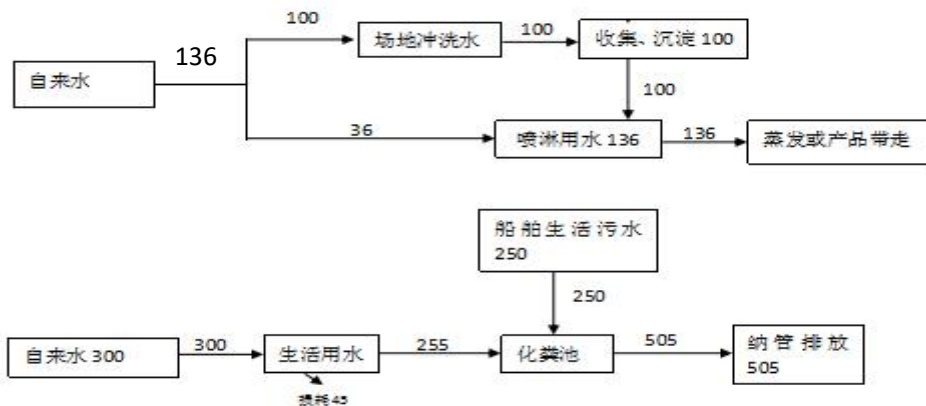 100
场地冲洗水
100
收集、沉淀 100
136
自来水
100
36
喷淋用水 136
136
蒸发或产品带走
船舶生活污水
250
250
自来水 300
300
生活用水
255
化粪池
505
纳管排放
505
损耗 45